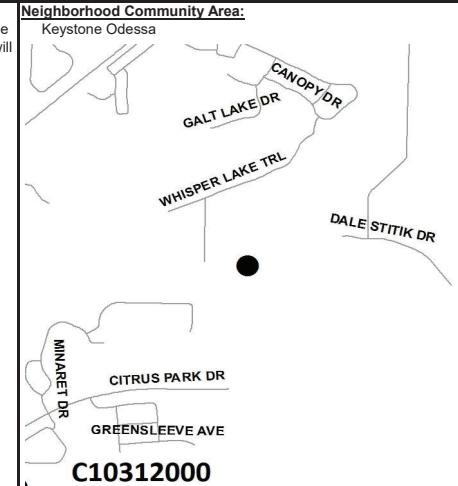 Neighborhood Community Area:
e
Keystone Odessa
vill
CANOPY DR
GALT LAKE DR
WHISPER LAKE TRL
DALE STITIK DR
MINARET DR
CITRUS PARK DR
GREENSLEEVE AVE
C10312000